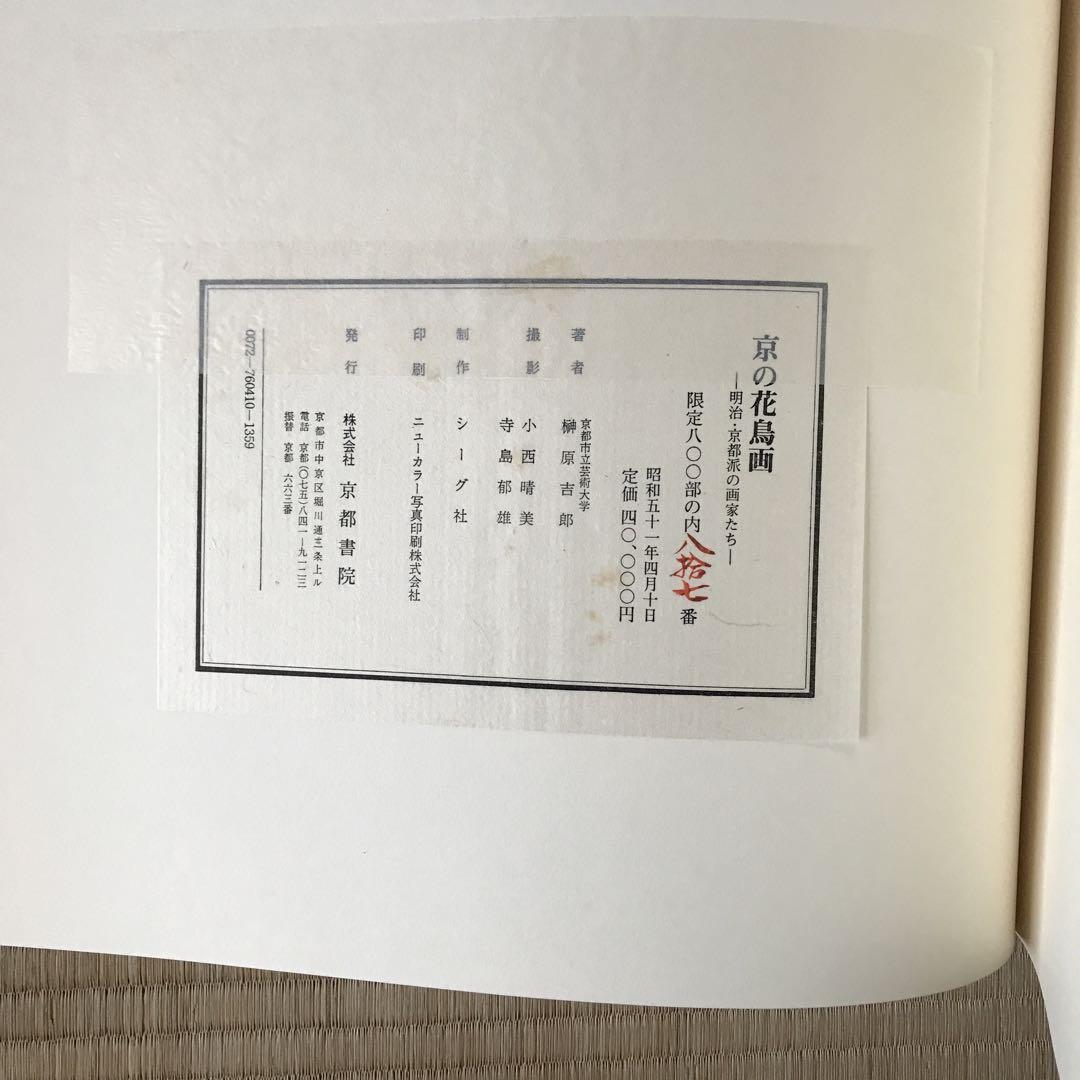 京の花鳥画
―明治・京都派の画家たち―
限定八〇〇部の内八拾七番
昭和五十一年四月十日
定価 四〇、〇〇〇円
著者 京都市立芸術大学 榊原吉郎
撮影 小西晴美
寺島郁雄
制作 シーグ社
印刷 ニューカラー写真印刷株式会社
発行 株式会社 京都書院
京都市中京区堀川通三条上ル
電話 京都(〇七五)八四一―九一二三
振替 京都 六六三番
0072―760410―1359